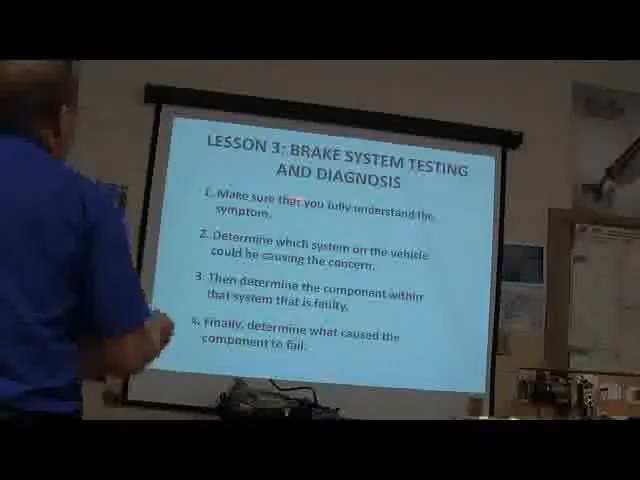 LESSON 3: BRAKE SYSTEM TESTING
AND DIAGNOSIS
1. Make sure that you fully understand the
symptom.
2. Determine which system on the vehicle
could be causing the concern.
3. Then determine the component within
that system that is faulty.
4. Finally, determine what caused the
component to fail.